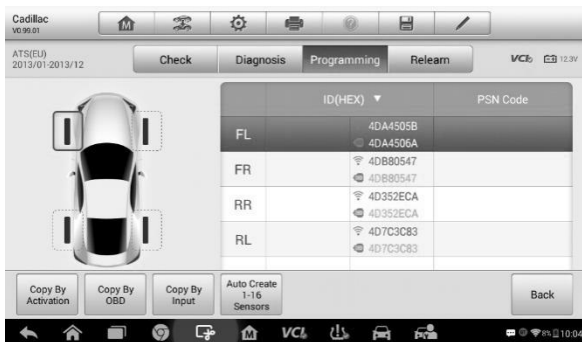 Cadillac
V0.99.01
ATS(EU)
2013/01-2013/12
Check
Diagnosis
Programming
Relearn
VCI
12.3V
ID(HEX) ▼
PSN Code
FL
4DA4505B
4DA4506A
FR
4DB80547
4DB80547
RR
4D352ECA
4D352ECA
RL
4D7C3C83
4D7C3C83
Copy By
Activation
Copy By
OBD
Copy By
Input
Auto Create
1-16
Sensors
Back
VCI
8%
10:04